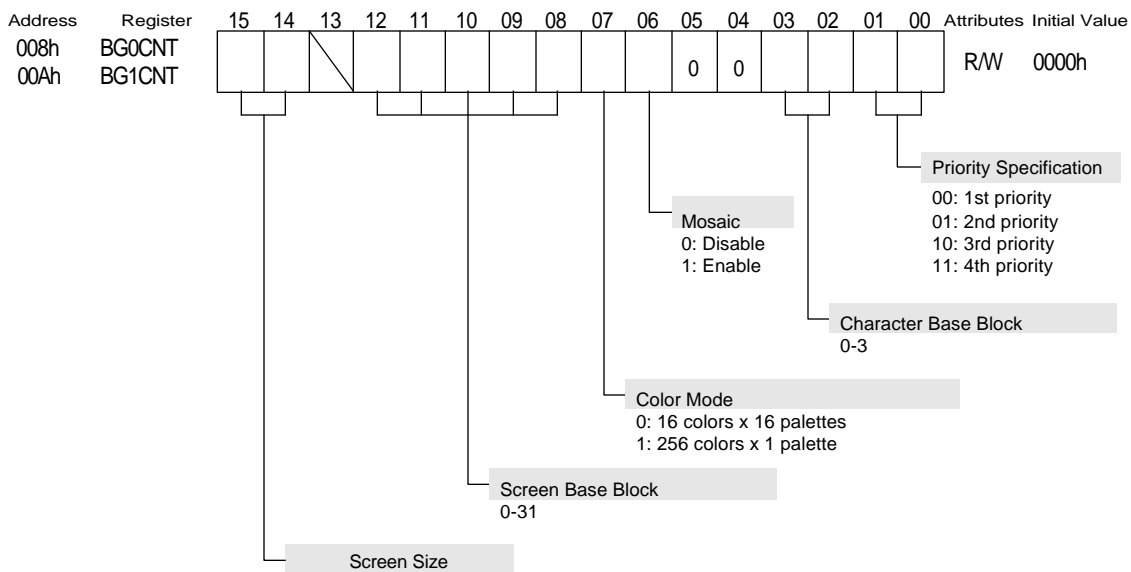 Address Register 15 14 13 12 11 10 09 08 07 06 05 04 03 02 01 00 Attributes Initial Value
008h BG0CNT
00Ah BG1CNT 0 0 R/W 0000h
Priority Specification
00: 1st priority
01: 2nd priority
10: 3rd priority
11: 4th priority
Mosaic
0: Disable
1: Enable
Character Base Block
0-3
Color Mode
0: 16 colors x 16 palettes
1: 256 colors x 1 palette
Screen Base Block
0-31
Screen Size